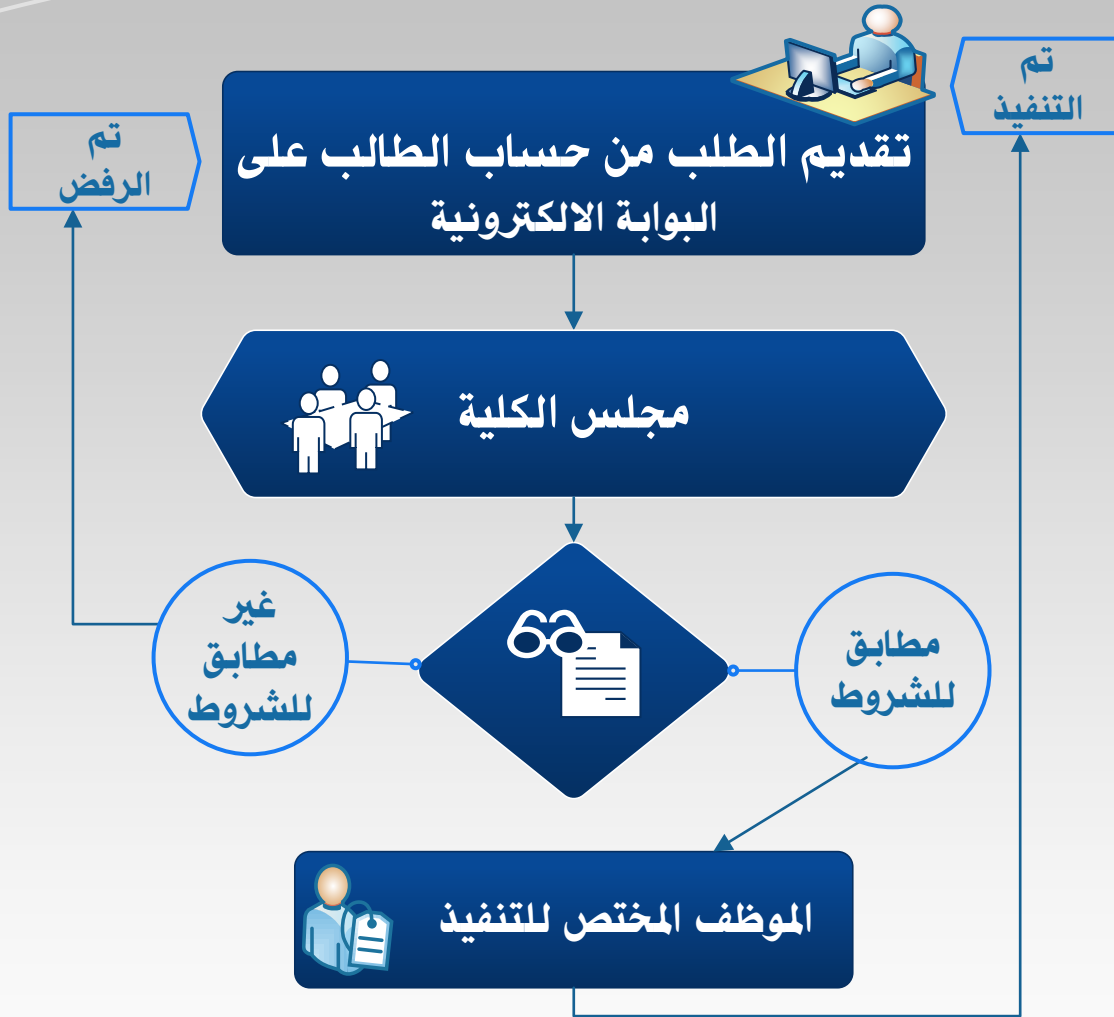 تم
التنفيذ
تقديم الطلب من حساب الطالب على
البوابة الالكترونية
تم
الرفض
مجلس الكلية
مطابق
للشروط
غير
مطابق
للشروط
الموظف المختص للتنفيذ